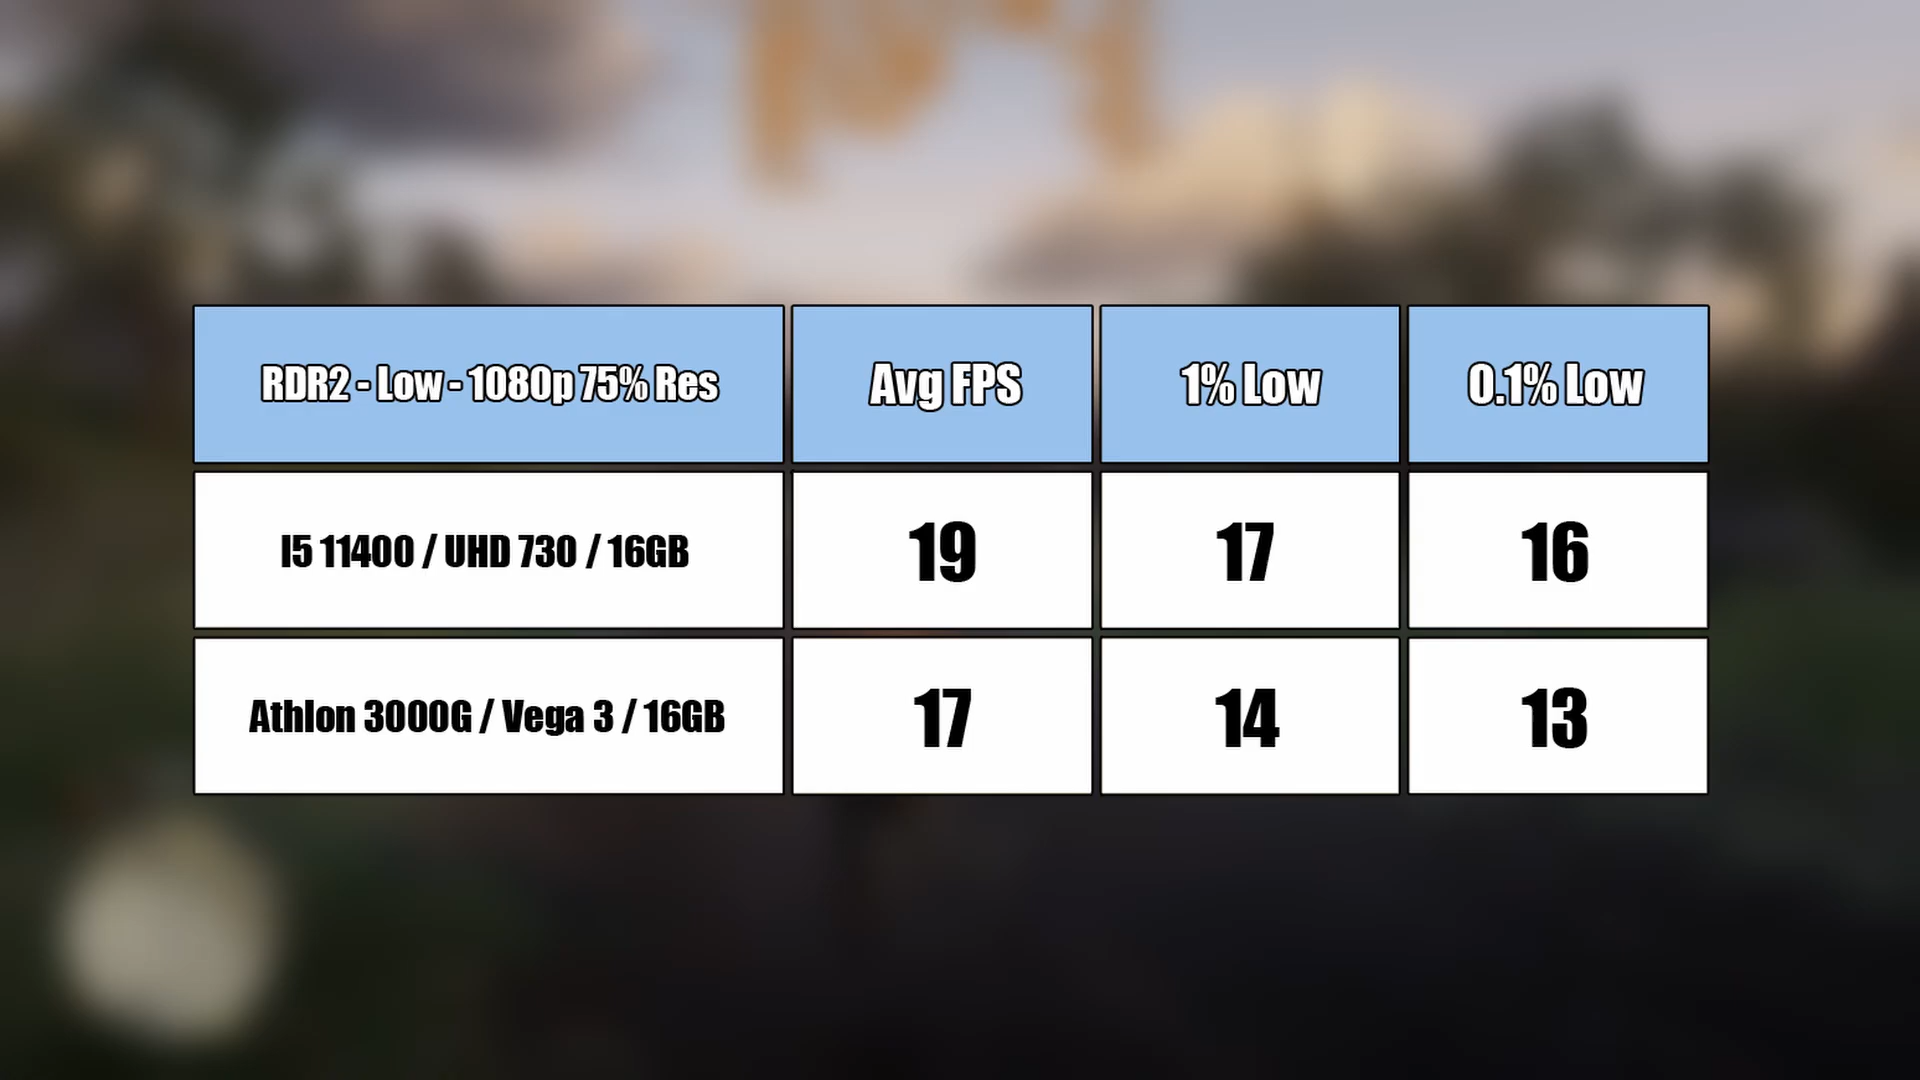 RDR2 - Low - 1080p 75% Res Avg FPS 1% Low 0.1% Low
I5 11400 / UHD 730 / 16GB 19 17 16
Athlon 3000G / Vega 3 / 16GB 17 14 13